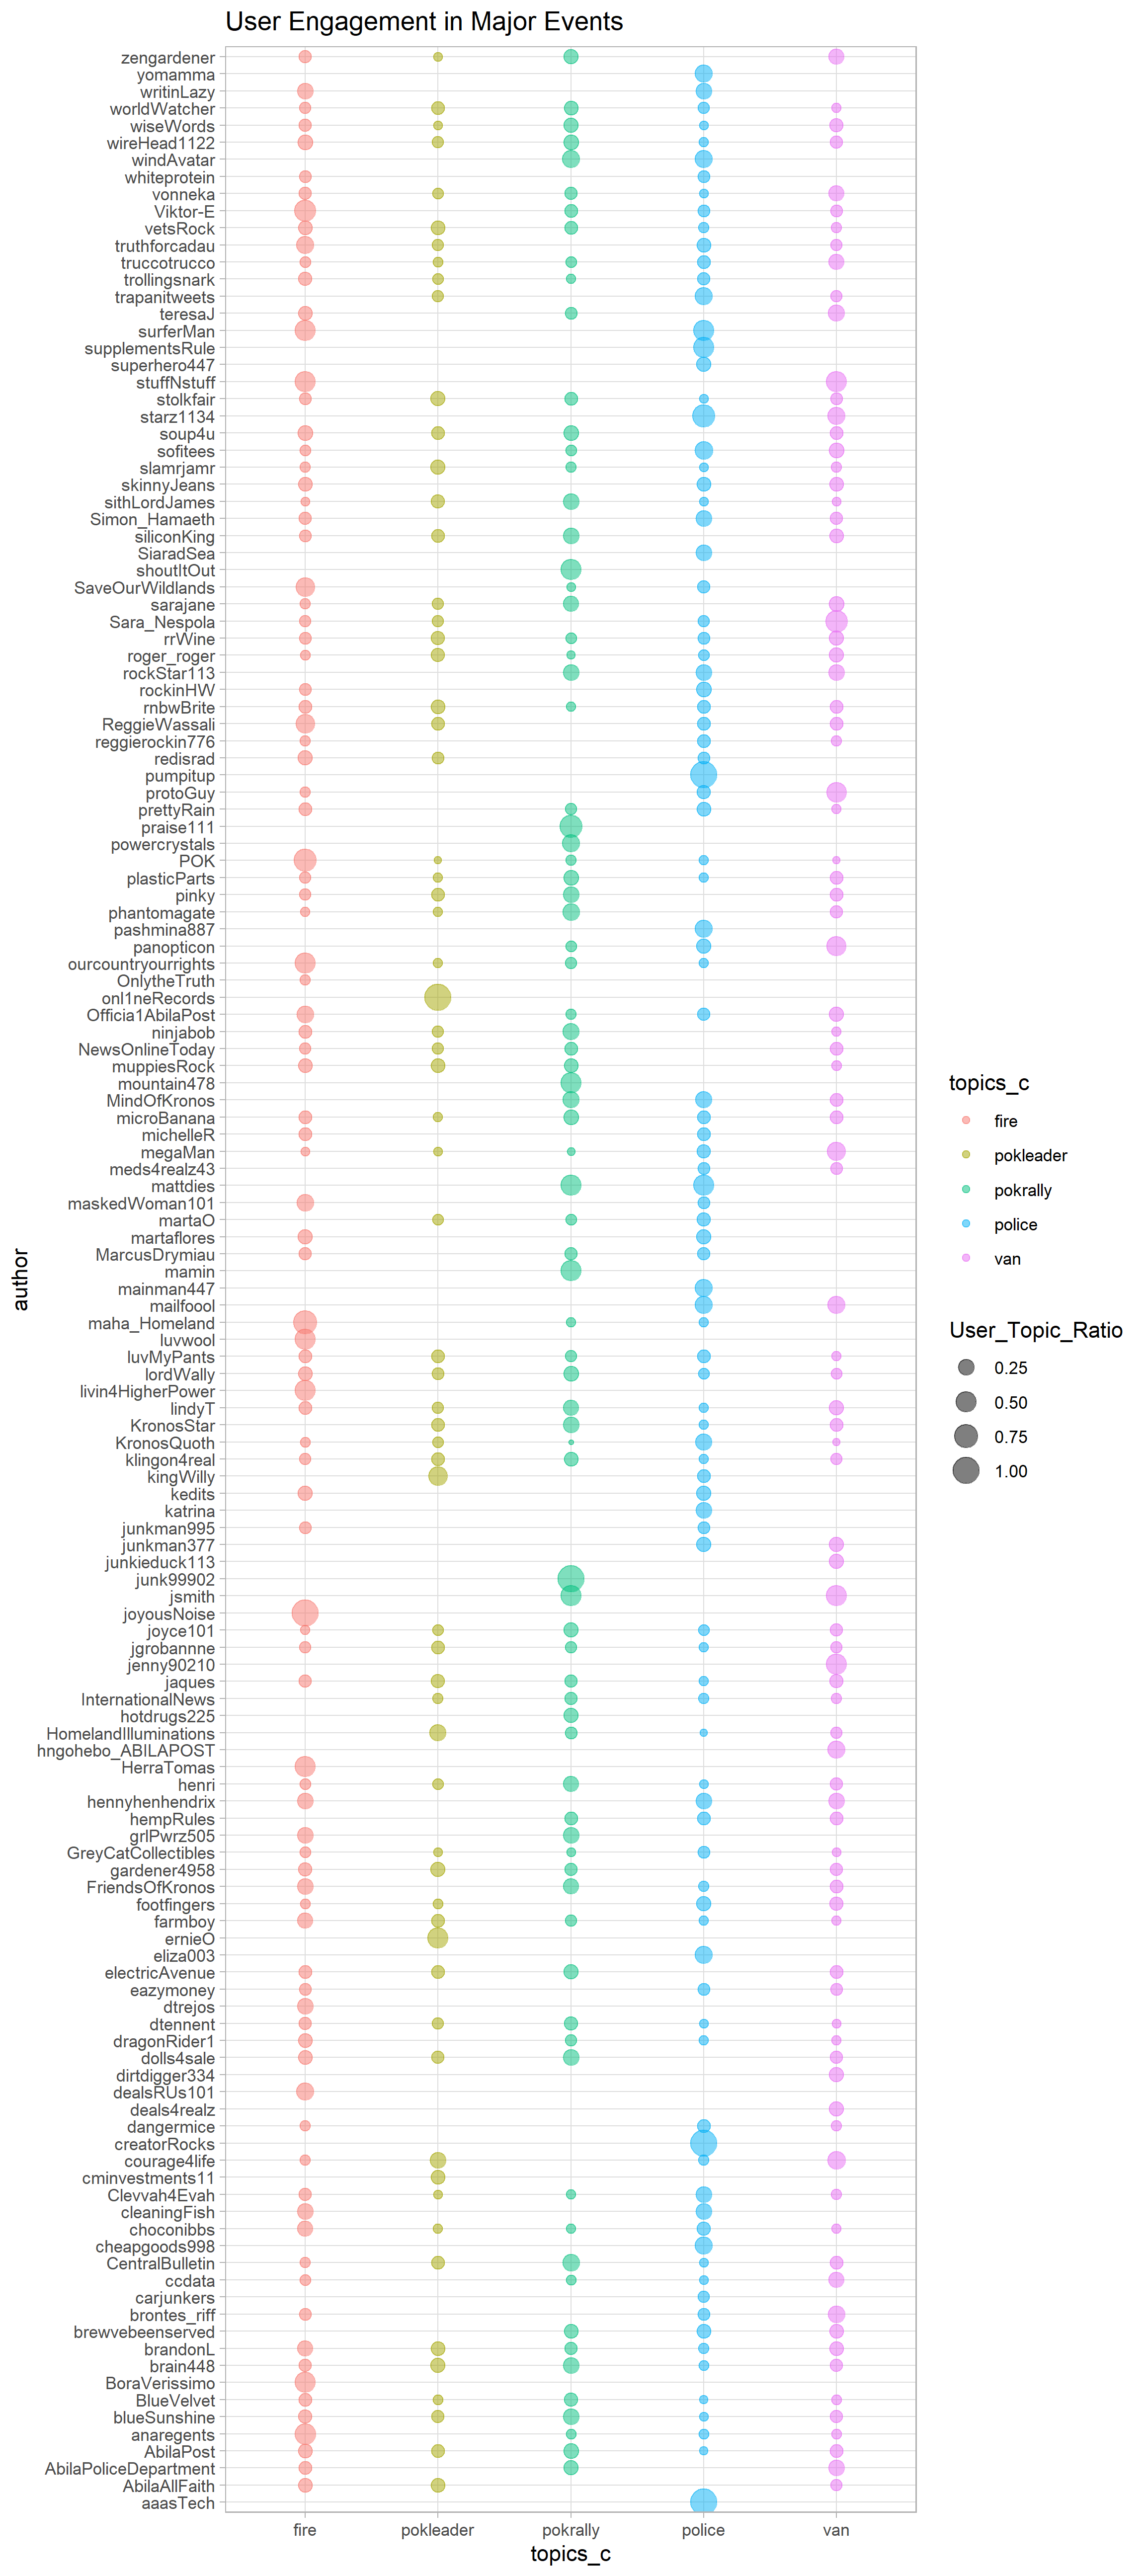 User Engagement in Major Events
zengardener
yomamma
writinLazy
worldWatcher
wiseWords
wireHead1122
windAvatar
whiteprotein
vonneka
Viktor-E
vetsRock
truthforcadau
truccotrucco
trollingsnark
trapanitweets
teresaJ
surferMan
supplementsRule
superhero447
stuffNstuff
stolkfair
starz1134
soup4u
sofitees
slamrjamr
skinnyJeans
sithLordJames
Simon_Hamaeth
siliconKing
SiaradSea
shoutItOut
SaveOurWildlands
sarajane
Sara_Nespola
rrWine
roger_roger
rockStar113
rockinHW
rnbwBrite
ReggieWassali
reggierockin776
redisrad
pumpitup
protoGuy
prettyRain
praise111
powercrystals
POK
plasticParts
pinky
phantomagate
pashmina887
panopticon
ourcountryourrights
OnlytheTruth
onl1neRecords
Officia1AbilaPost
ninjabob
NewsOnlineToday
muppiesRock
mountain478
MindOfKronos
microBanana
michelleR
megaMan
meds4realz43
mattdies
maskedWoman101
martaO
martaflores
MarcusDrymiau
mamin
mainman447
mailfoool
maha_Homeland
luvwool
luvMyPants
lordWally
livin4HigherPower
lindyT
KronosStar
KronosQuoth
klingon4real
kingWilly
kedits
katrina
junkman995
junkman377
junkieduck113
junk99902
jsmith
joyousNoise
joyce101
jgrobannne
jenny90210
jaques
InternationalNews
hotdrugs225
HomelandIlluminations
hngohebo_ABILAPOST
HerraTomas
henri
hennyhenhendrix
hempRules
grlPwrz505
GreyCatCollectibles
gardener4958
FriendsOfKronos
footfingers
farmboy
ernieO
eliza003
electricAvenue
eazymoney
dtrejos
dtennent
dragonRider1
dolls4sale
dirtdigger334
dealsRUs101
deals4realz
dangermice
creatorRocks
courage4life
cminvestments11
Clevvah4Evah
cleaningFish
choconibbs
cheapgoods998
CentralBulletin
ccdata
carjunkers
brontes_riff
brewvebeenserved
brandonL
brain448
BoraVerissimo
BlueVelvet
blueSunshine
anaregents
AbilaPost
AbilaPoliceDepartment
AbilaAllFaith
aaasTech
author
fire pokleader pokrally police van
topics_c
topics_c
fire
pokleader
pokrally
police
van
User_Topic_Ratio
0.25
0.50
0.75
1.00